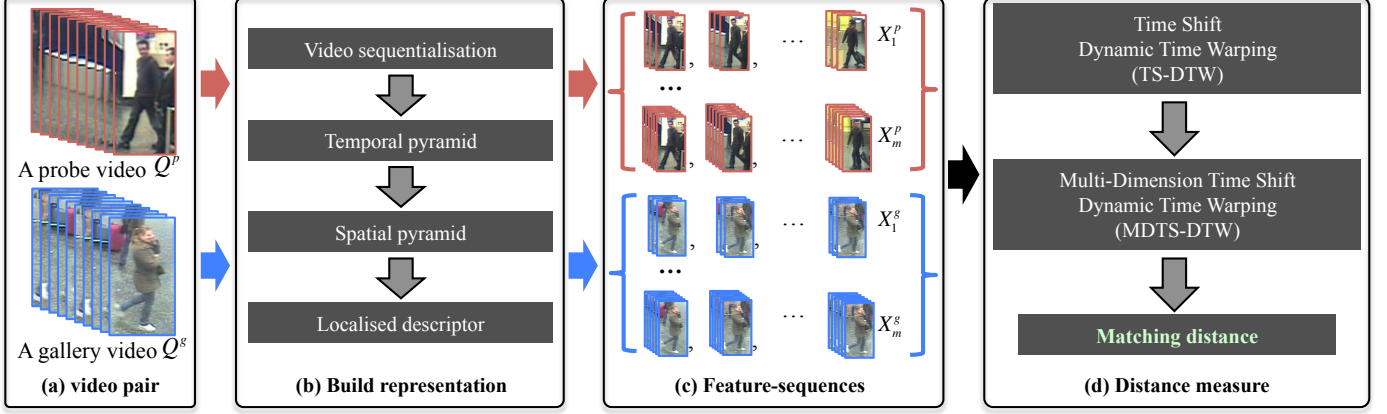 A probe video Q^p
A gallery video Q^g
(a) video pair
Video sequentialisation
Temporal pyramid
Spatial pyramid
Localised descriptor
(b) Build representation
, , … X_1^p
…
, , … X_m^p
, , … X_1^g
…
, , … X_m^g
(c) Feature-sequences
Time Shift
Dynamic Time Warping
(TS-DTW)
Multi-Dimension Time Shift
Dynamic Time Warping
(MDTS-DTW)
Matching distance
(d) Distance measure